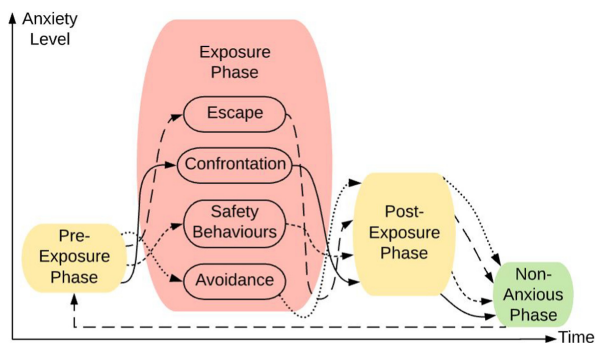 Anxiety
Level
Exposure
Phase
Escape
Confrontation
Safety
Behaviours
Avoidance
Pre-
Exposure
Phase
Post-
Exposure
Phase
Non-
Anxious
Phase
Time